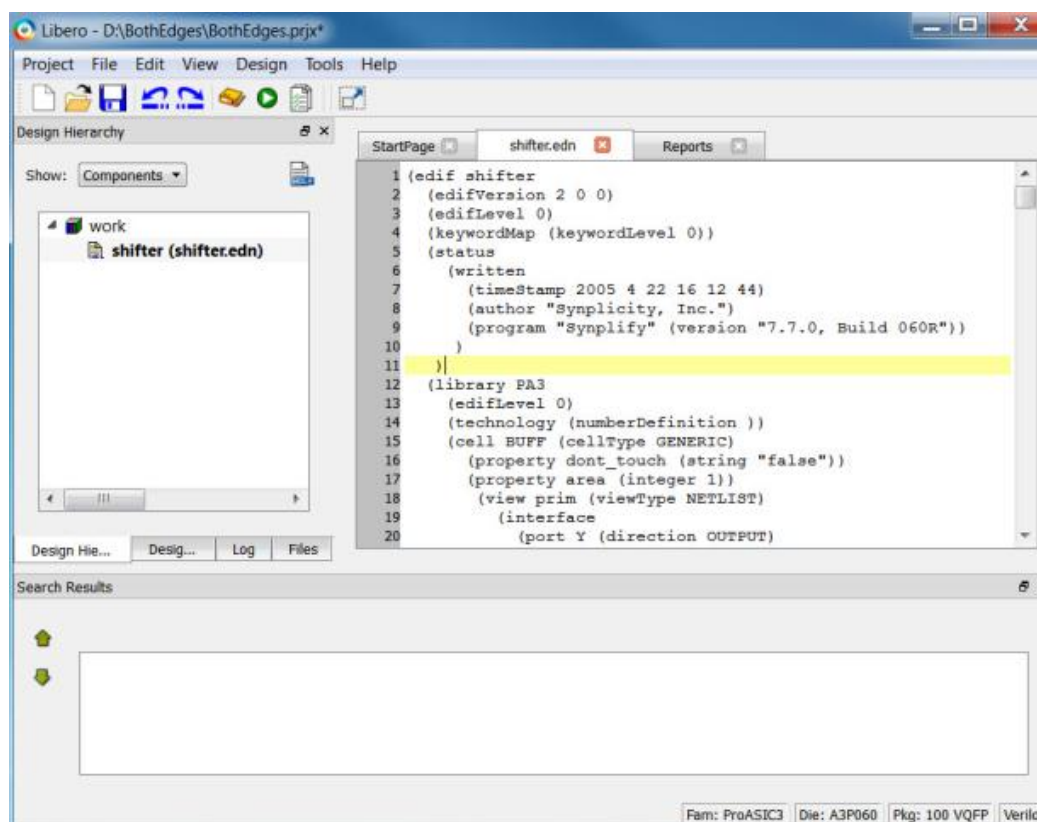 Libero - D:\BothEdges\BothEdges.prjx*
Project File Edit View Design Tools Help
Design Hierarchy
Show: Components
work
shifter (shifter.edn)
Design Hie... Desig... Log Files
StartPage shifter.edn Reports
1 (edif shifter
2 (edifVersion 2 0 0)
3 (edifLevel 0)
4 (keywordMap (keywordLevel 0))
5 (status
6 (written
7 (timeStamp 2005 4 22 16 12 44)
8 (author "Synplicity, Inc.")
9 (program "Synplify" (version "7.7.0, Build 060R"))
10 )
11 )
12 (library PA3
13 (edifLevel 0)
14 (technology (numberDefinition ))
15 (cell BUFF (cellType GENERIC)
16 (property dont_touch (string "false"))
17 (property area (integer 1))
18 (view prim (viewType NETLIST)
19 (interface
20 (port Y (direction OUTPUT)
Search Results
Fam: ProASIC3 Die: A3P060 Pkg: 100 VQFP